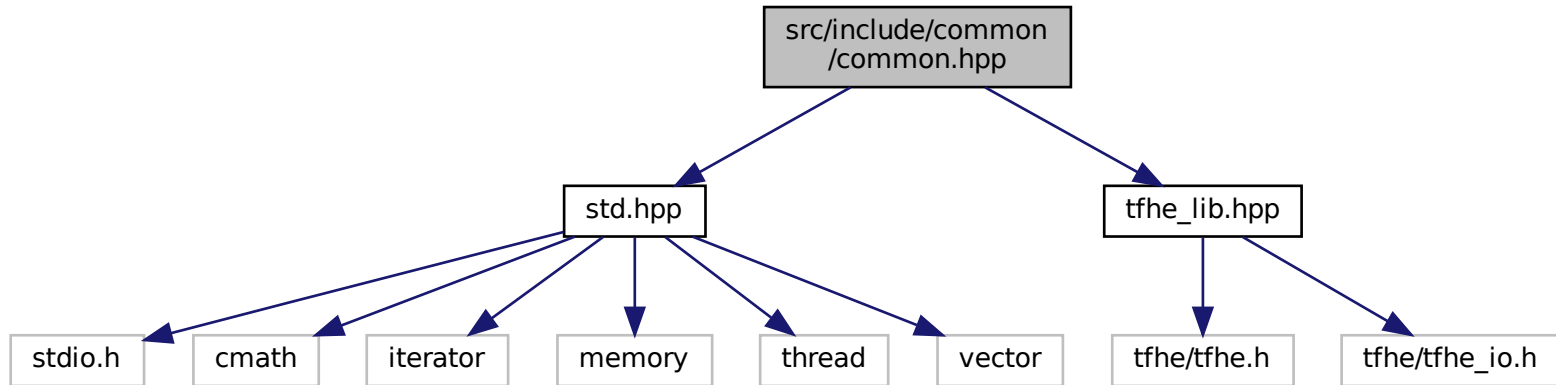 src/include/common
/common.hpp
std.hpp
tfhe_lib.hpp
stdio.h
cmath
iterator
memory
thread
vector
tfhe/tfhe.h
tfhe/tfhe_io.h